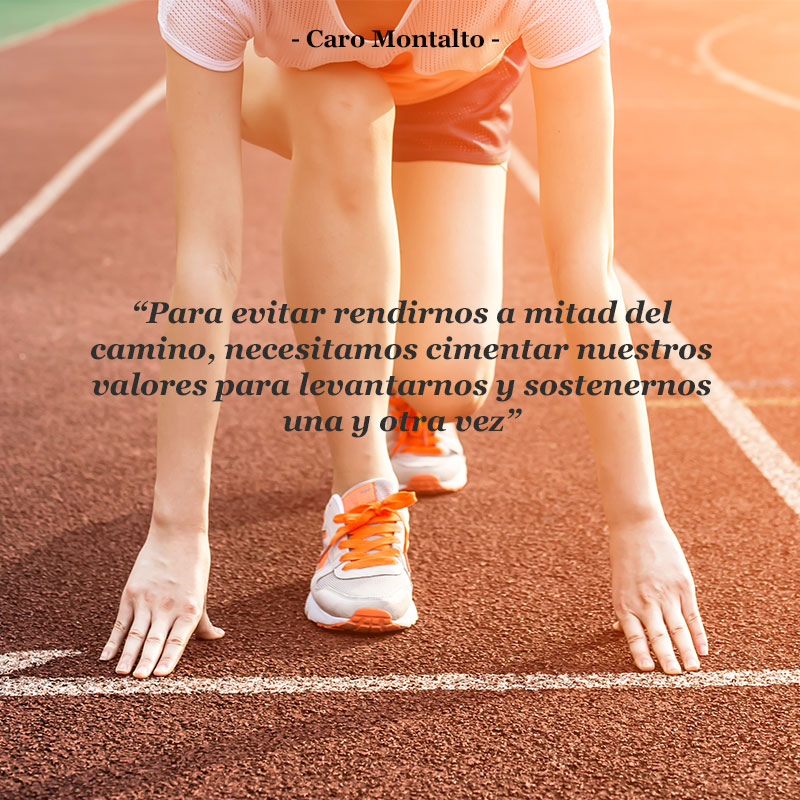 - Caro Montalto -
“Para evitar rendirnos a mitad del
camino, necesitamos cimentar nuestros
valores para levantarnos y sostenernos
una y otra vez”